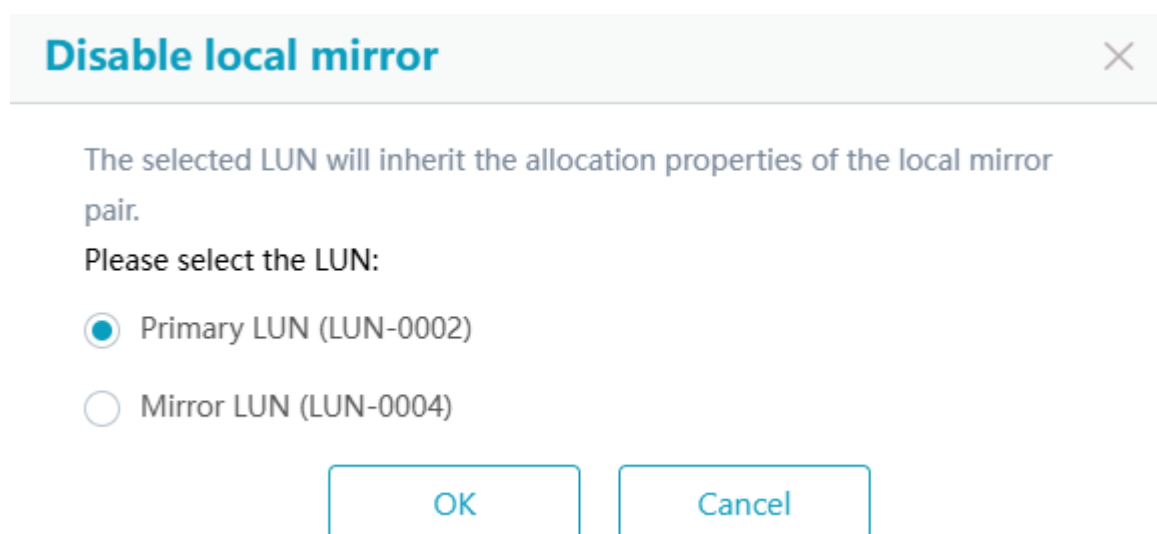 Disable local mirror
The selected LUN will inherit the allocation properties of the local mirror
pair.
Please select the LUN:
Primary LUN (LUN-0002)
Mirror LUN (LUN-0004)
OK
Cancel